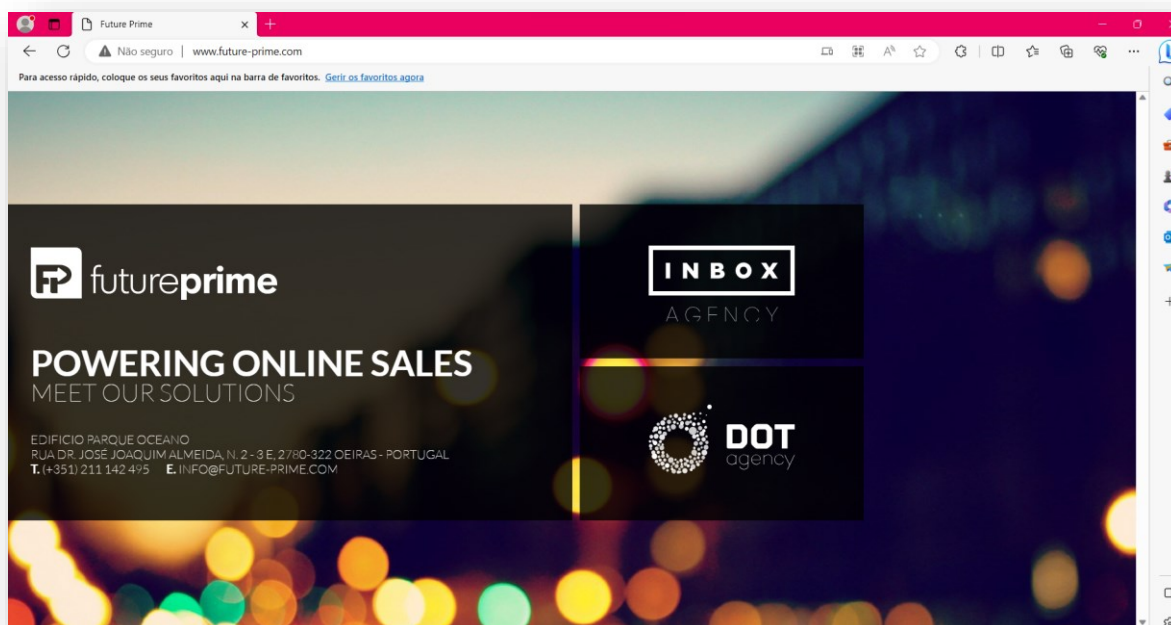 Future Prime
Não seguro | www.future-prime.com
Para acesso rápido, coloque os seus favoritos aqui na barra de favoritos. Gerir os favoritos agora
FP futureprime
POWERING ONLINE SALES
MEET OUR SOLUTIONS
EDIFICIO PARQUE OCEANO
RUA DR. JOSÉ JOAQUIM ALMEIDA, N. 2 - 3 E, 2780-322 OEIRAS - PORTUGAL
T. (+351) 211 142 495 E. INFO@FUTURE-PRIME.COM
INBOX
AGENCY
DOT
agency